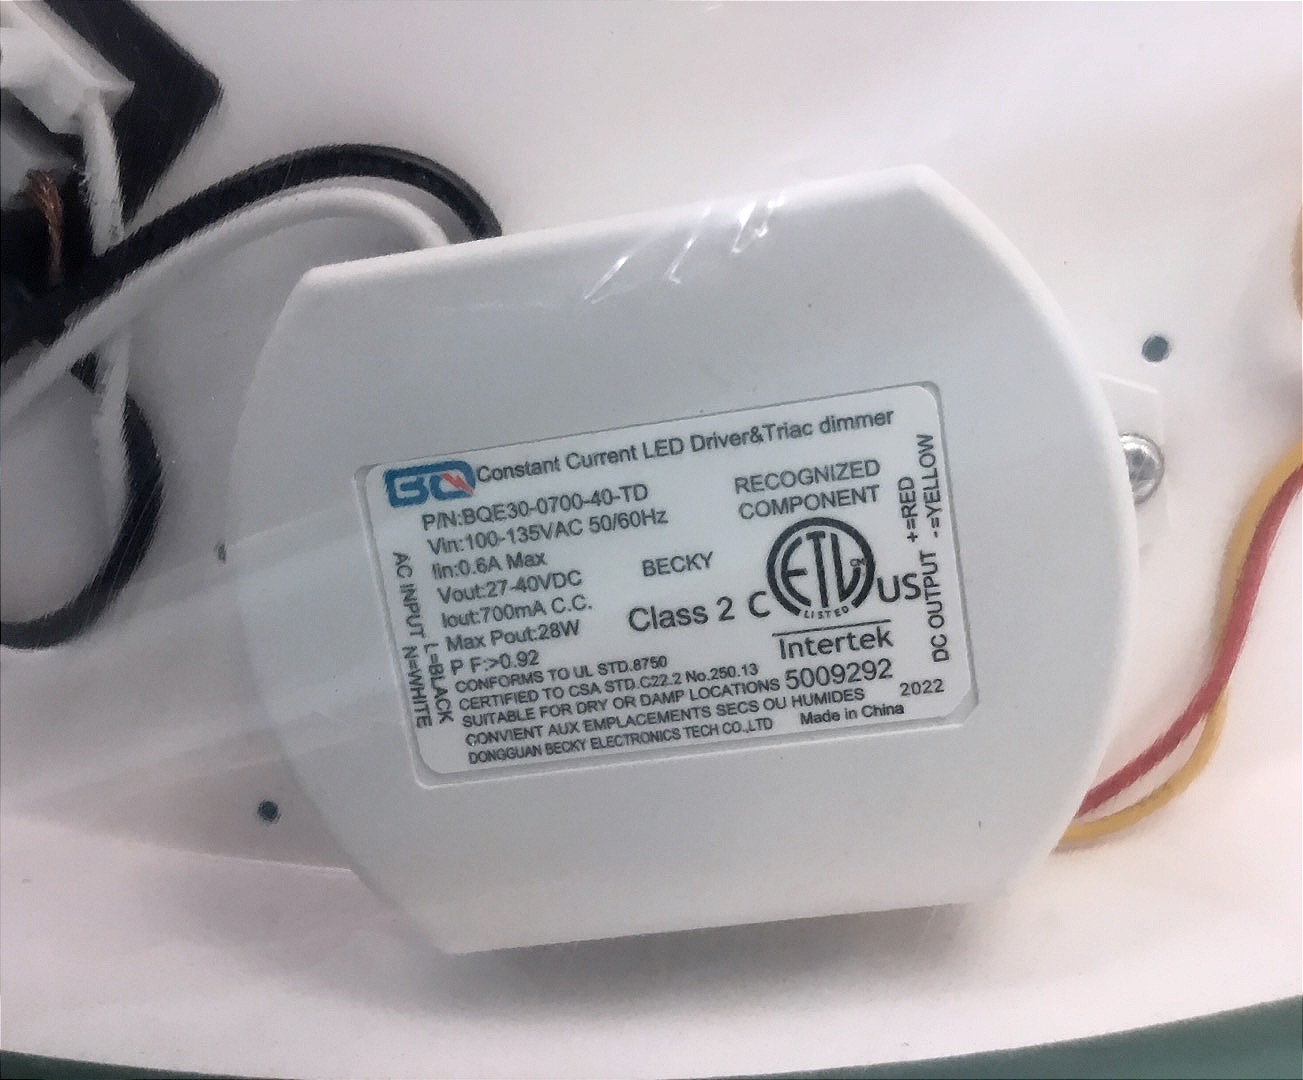 BQ Constant Current LED Driver&Triac dimmer
P/N:BQE30-0700-40-TD
Vin:100-135VAC 50/60Hz
Iin:0.6A Max
Vout:27-40VDC
Iout:700mA C.C.
Max Pout:28W
P F:>0.92
RECOGNIZED
COMPONENT
BECKY
Class 2
C ETL CM US
LISTED
Intertek
5009292
CONFORMS TO UL STD.8750
CERTIFIED TO CSA STD.C22.2 No.250.13
SUITABLE FOR DRY OR DAMP LOCATIONS
CONVIENT AUX EMPLACEMENTS SECS OU HUMIDES
DONGGUAN BECKY ELECTRONICS TECH CO.,LTD
2022
Made in China
AC INPUT L=BLACK
N=WHITE
DC OUTPUT +=RED
-=YELLOW